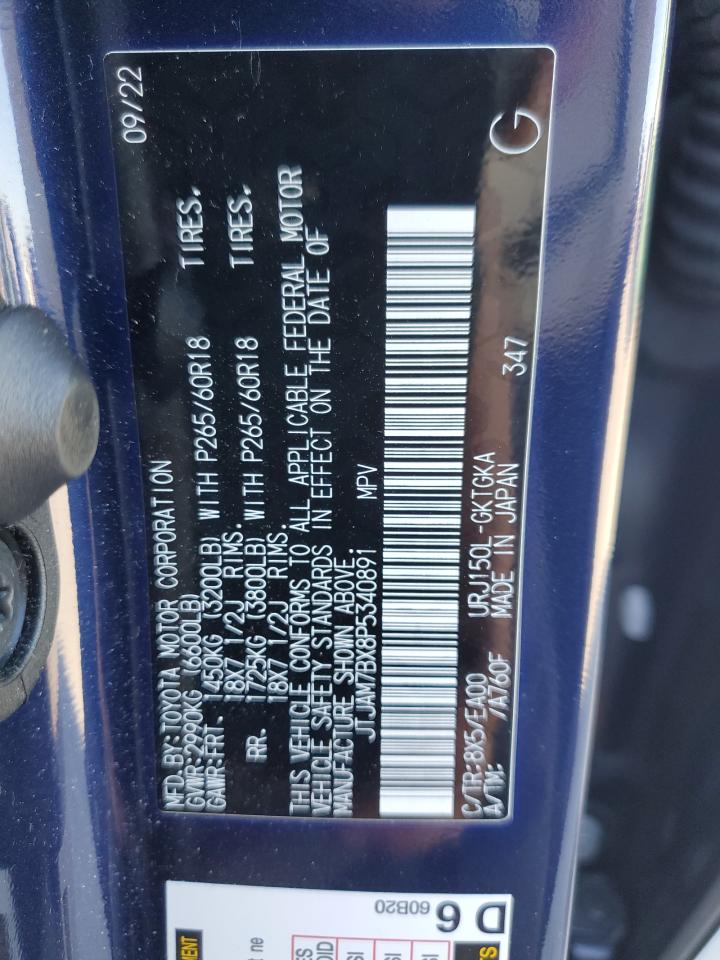 MFD.BY:TOYOTA MOTOR CORPORATION 09/22
GVWR:2990KG (6600LB)
GAWR:FRT. 1450KG (3200LB) WITH P265/60R18 TIRES,
18X7 1/2J RIMS.
RR. 1725KG (3800LB) WITH P265/60R18 TIRES,
18X7 1/2J RIMS.
THIS VEHICLE CONFORMS TO ALL APPLICABLE FEDERAL MOTOR
VEHICLE SAFETY STANDARDS IN EFFECT ON THE DATE OF
MANUFACTURE SHOWN ABOVE.
JTJAM7BX8P5340891 MPV
C/TR:8X5/EA00 URJ150L-GKTGKA 347 G
A/TM: /A760F MADE IN JAPAN
D 6
60B20